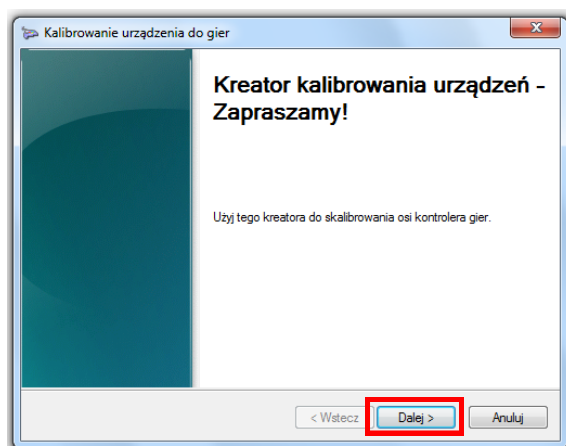 Kalibrowanie urządzenia do gier
Kreator kalibrowania urządzeń -
Zapraszamy!
Użyj tego kreatora do skalibrowania osi kontrolera gier.
< Wstecz
Dalej >
Anuluj